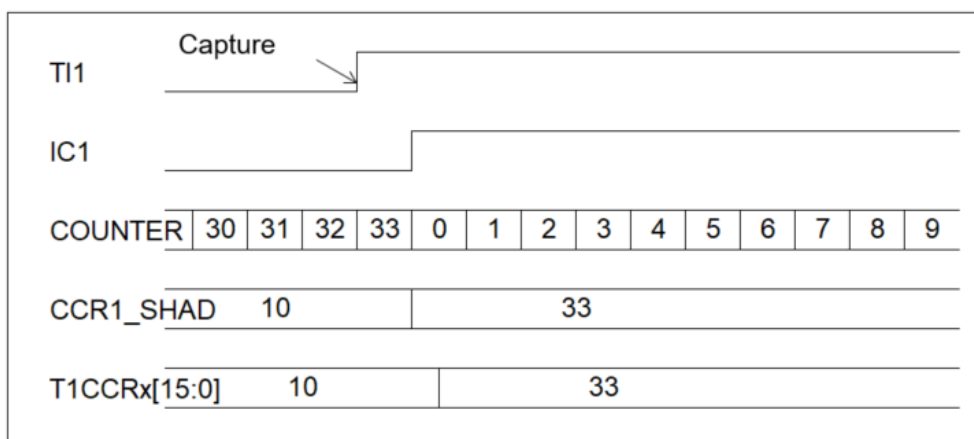 Capture
TI1
IC1
COUNTER 30 31 32 33 0 1 2 3 4 5 6 7 8 9
CCR1_SHAD 10 33
T1CCRx[15:0] 10 33